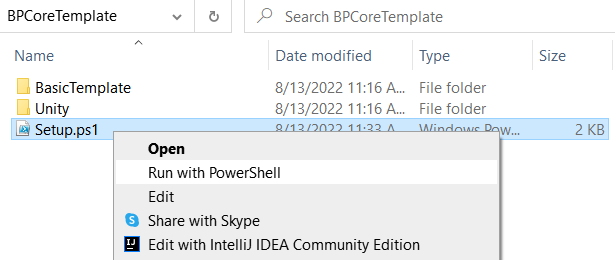 BPCoreTemplate
Search BPCoreTemplate
Name Date modified Type Size
BasicTemplate 8/13/2022 11:16 A... File folder
Unity 8/13/2022 11:16 A... File folder
Setup.ps1 8/13/2022 11:33 A... Windows Pow... 2 KB
Open
Run with PowerShell
Edit
Share with Skype
Edit with IntelliJ IDEA Community Edition